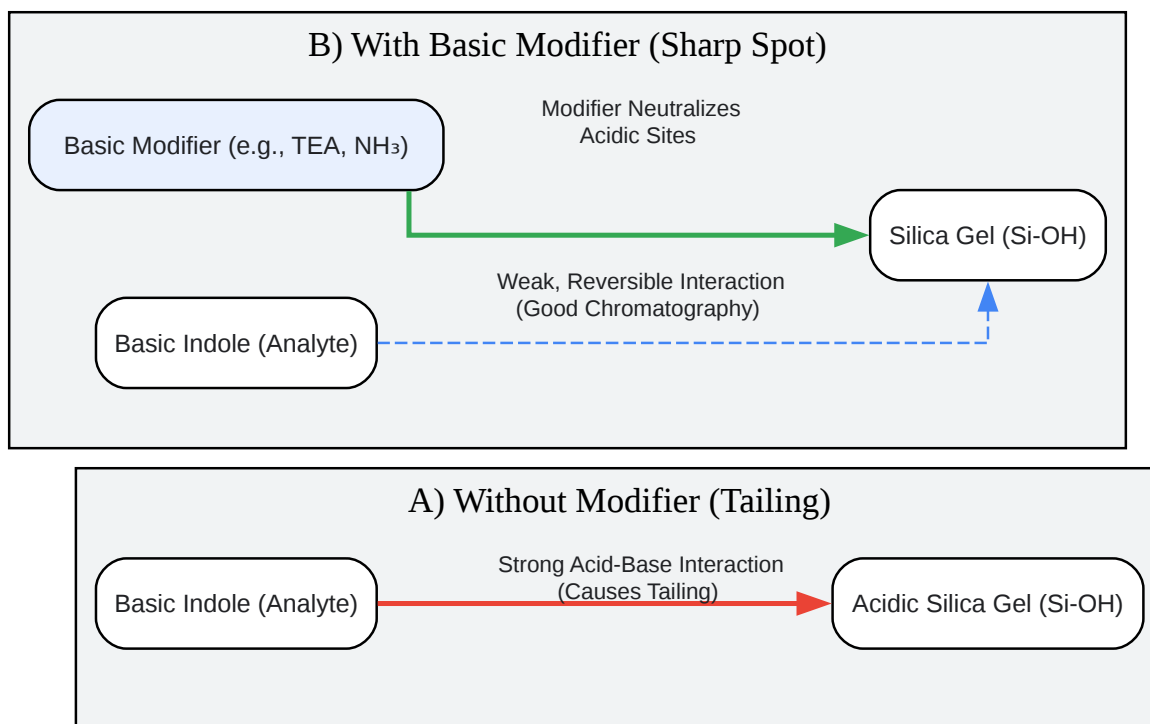 B) With Basic Modifier (Sharp Spot)
Modifier Neutralizes
Acidic Sites
Basic Modifier (e.g., TEA, NH₃)
Silica Gel (Si-OH)
Weak, Reversible Interaction
(Good Chromatography)
Basic Indole (Analyte)
A) Without Modifier (Tailing)
Strong Acid-Base Interaction
(Causes Tailing)
Basic Indole (Analyte)
Acidic Silica Gel (Si-OH)